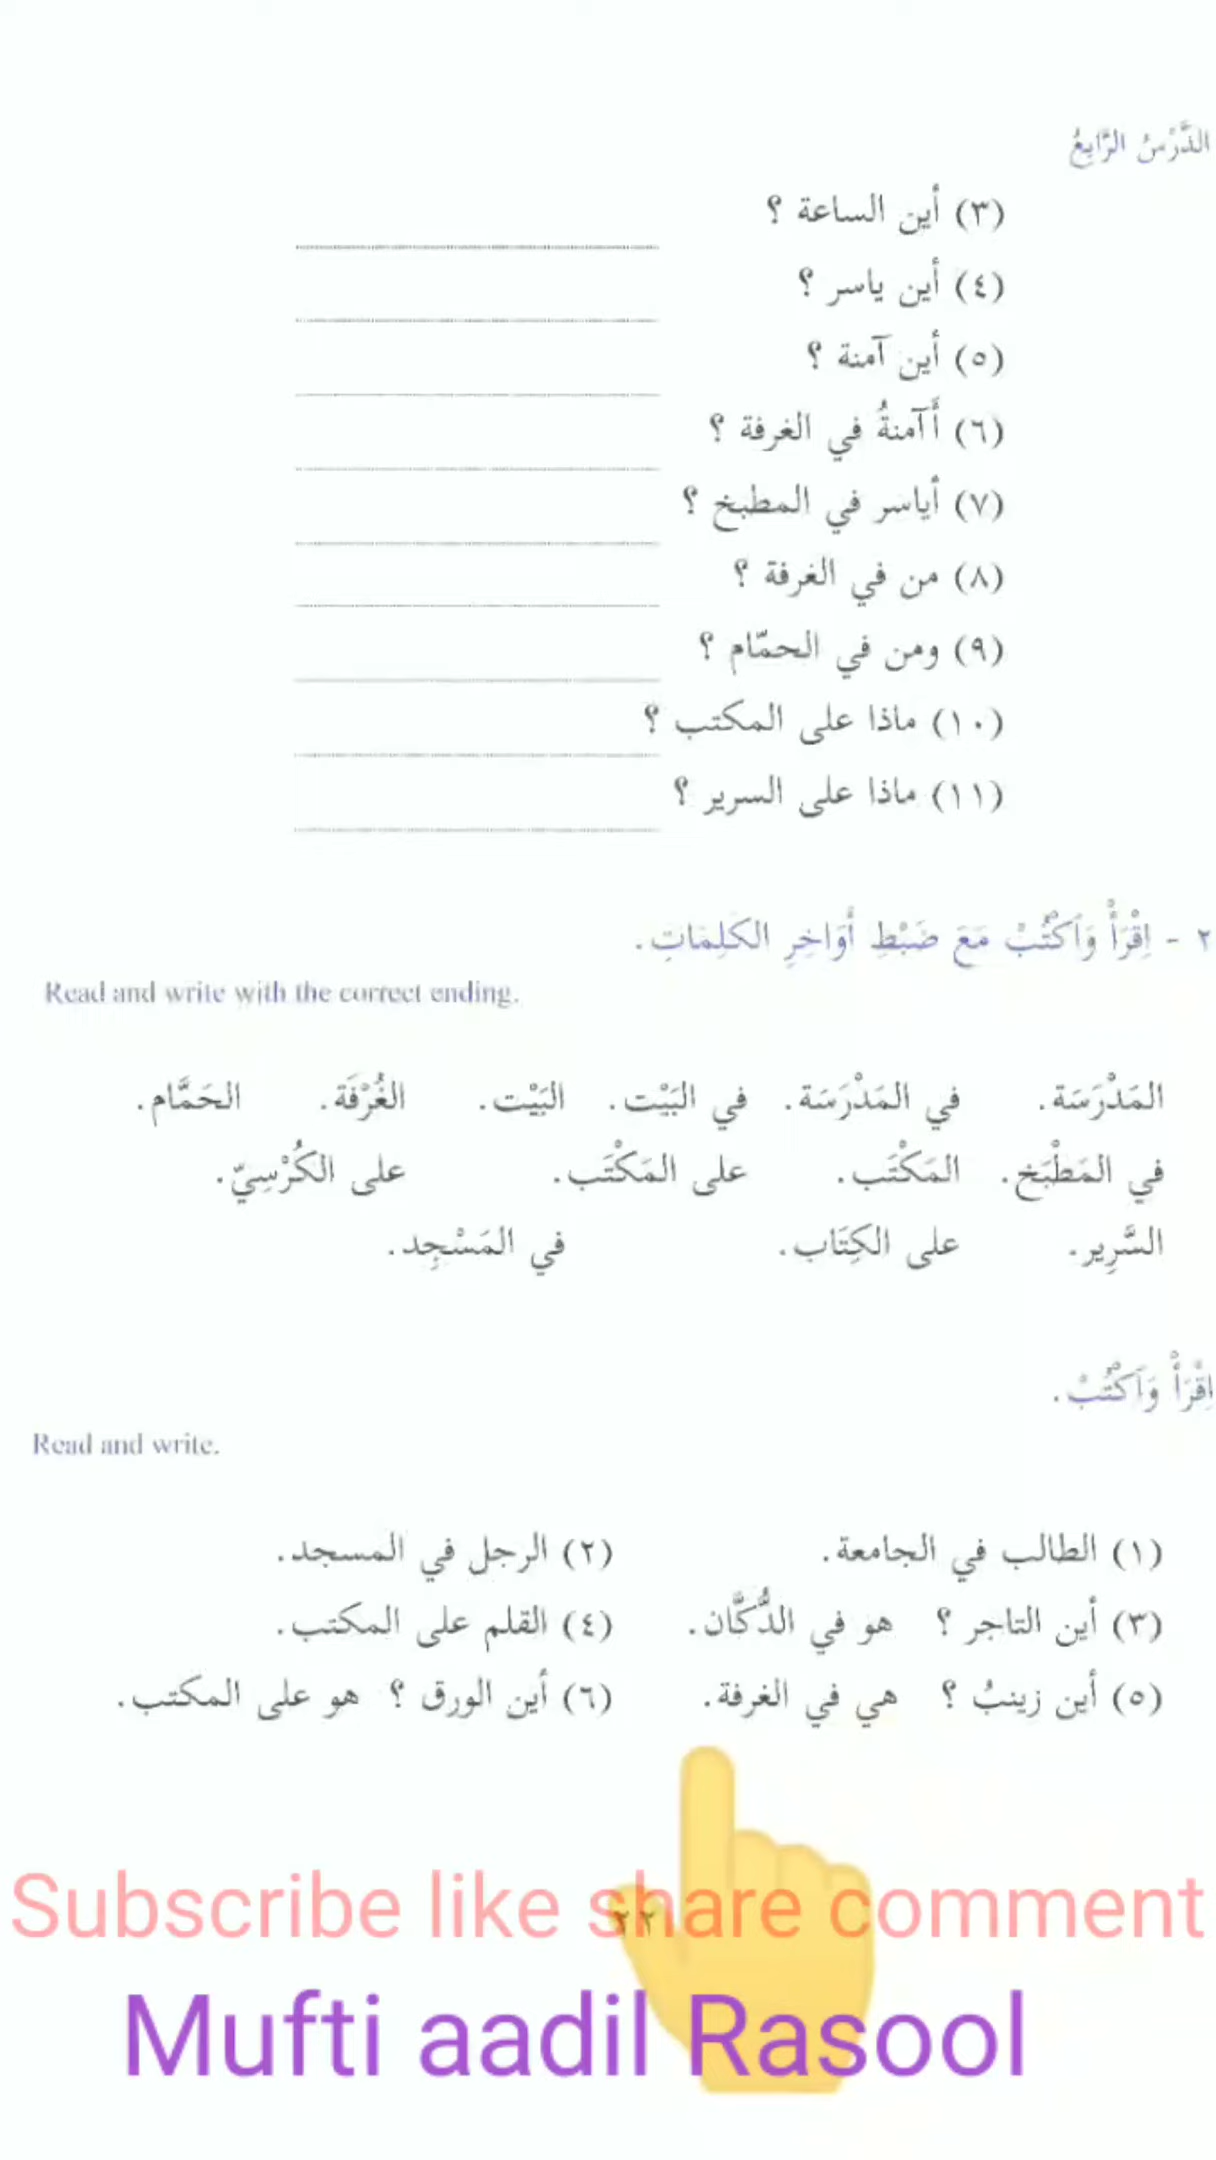 الدَّرْسُ الرَّابِعُ
(٣) أين الساعة ؟
(٤) أين ياسر ؟
(٥) أين آمنة ؟
(٦) أَآمنةُ في الغرفة ؟
(٧) أياسر في المطبخ ؟
(٨) من في الغرفة ؟
(٩) ومن في الحمّام ؟
(١٠) ماذا على المكتب ؟
(١١) ماذا على السرير ؟
٢ - اِقْرَأْ وَاَكْتُبْ مَعَ ضَبْطِ أَوَاخِرِ الكَلِمَاتِ.
Read and write with the correct ending.
المَدْرَسَة. في المَدْرَسَة. في البَيْت. البَيْت. الغُرْفَة. الحَمَّام.
في المَطْبَخ. المَكْتَب. على المَكْتَب. على الكُرْسِيّ.
السَّرِير. على الكِتَاب. في المَسْجِد.
اِقْرَأْ وَاَكْتُبْ.
Read and write.
(١) الطالب في الجامعة. (٢) الرجل في المسجد.
(٣) أين التاجر ؟ هو في الدُّكَّان. (٤) القلم على المكتب.
(٥) أين زينبُ ؟ هي في الغرفة. (٦) أين الورق ؟ هو على المكتب.
Subscribe like share comment
٢٢
Mufti aadil Rasool